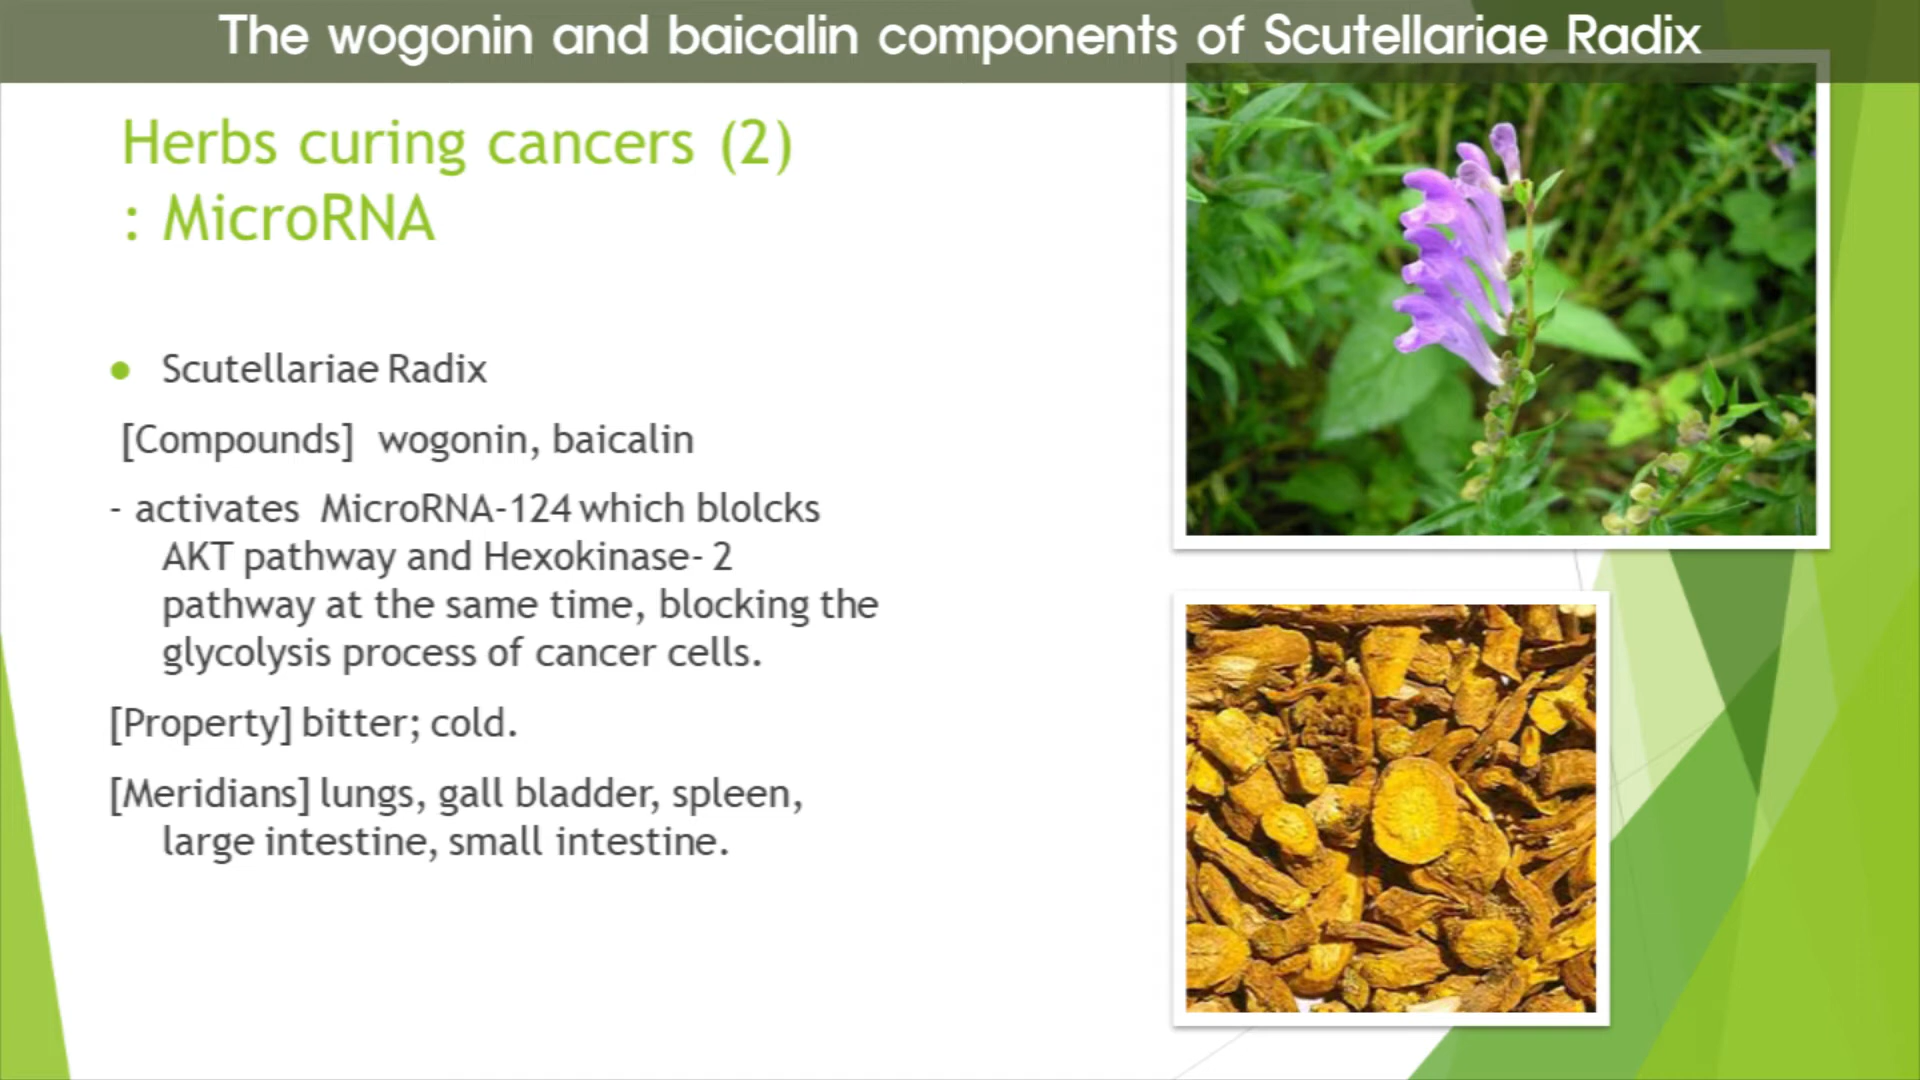 The wogonin and baicalin components of Scutellariae Radix
Herbs curing cancers (2)
: MicroRNA
● Scutellariae Radix
[Compounds] wogonin, baicalin
- activates MicroRNA-124 which blolcks
AKT pathway and Hexokinase- 2
pathway at the same time, blocking the
glycolysis process of cancer cells.
[Property] bitter; cold.
[Meridians] lungs, gall bladder, spleen,
large intestine, small intestine.